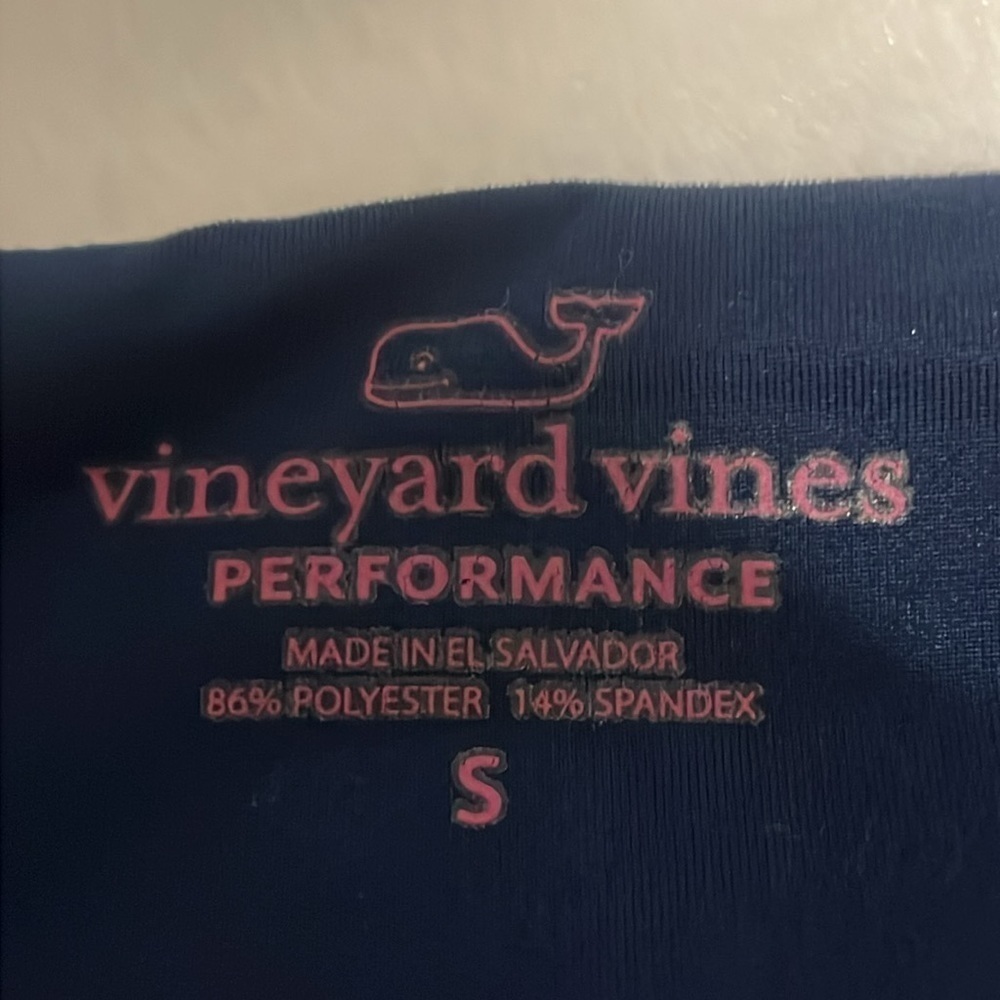 vineyard vines
PERFORMANCE
MADE IN EL SALVADOR
86% POLYESTER 14% SPANDEX
S